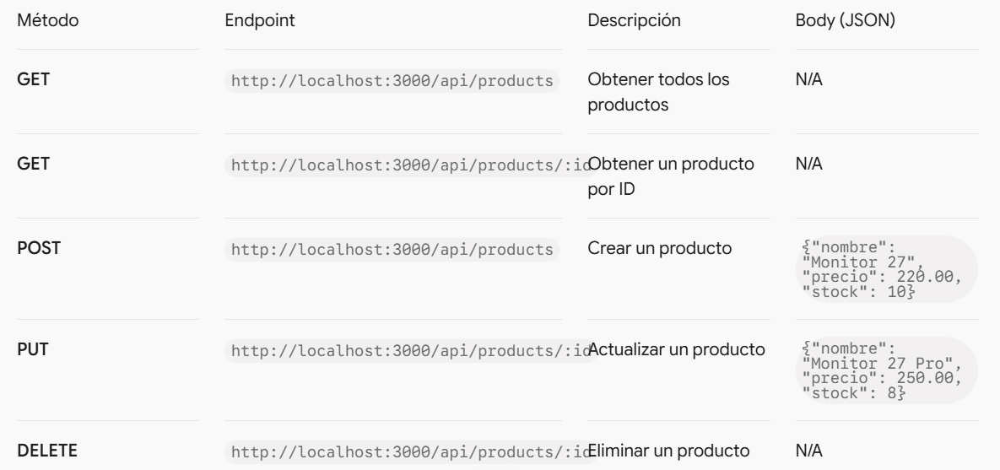 Método Endpoint Descripción Body (JSON)
GET http://localhost:3000/api/products Obtener todos los
productos N/A
GET http://localhost:3000/api/products/:id Obtener un producto
por ID N/A
POST http://localhost:3000/api/products Crear un producto {"nombre":
"Monitor 27",
"precio": 220.00,
"stock": 10}
PUT http://localhost:3000/api/products/:id Actualizar un producto {"nombre":
"Monitor 27 Pro",
"precio": 250.00,
"stock": 8}
DELETE http://localhost:3000/api/products/:id Eliminar un producto N/A